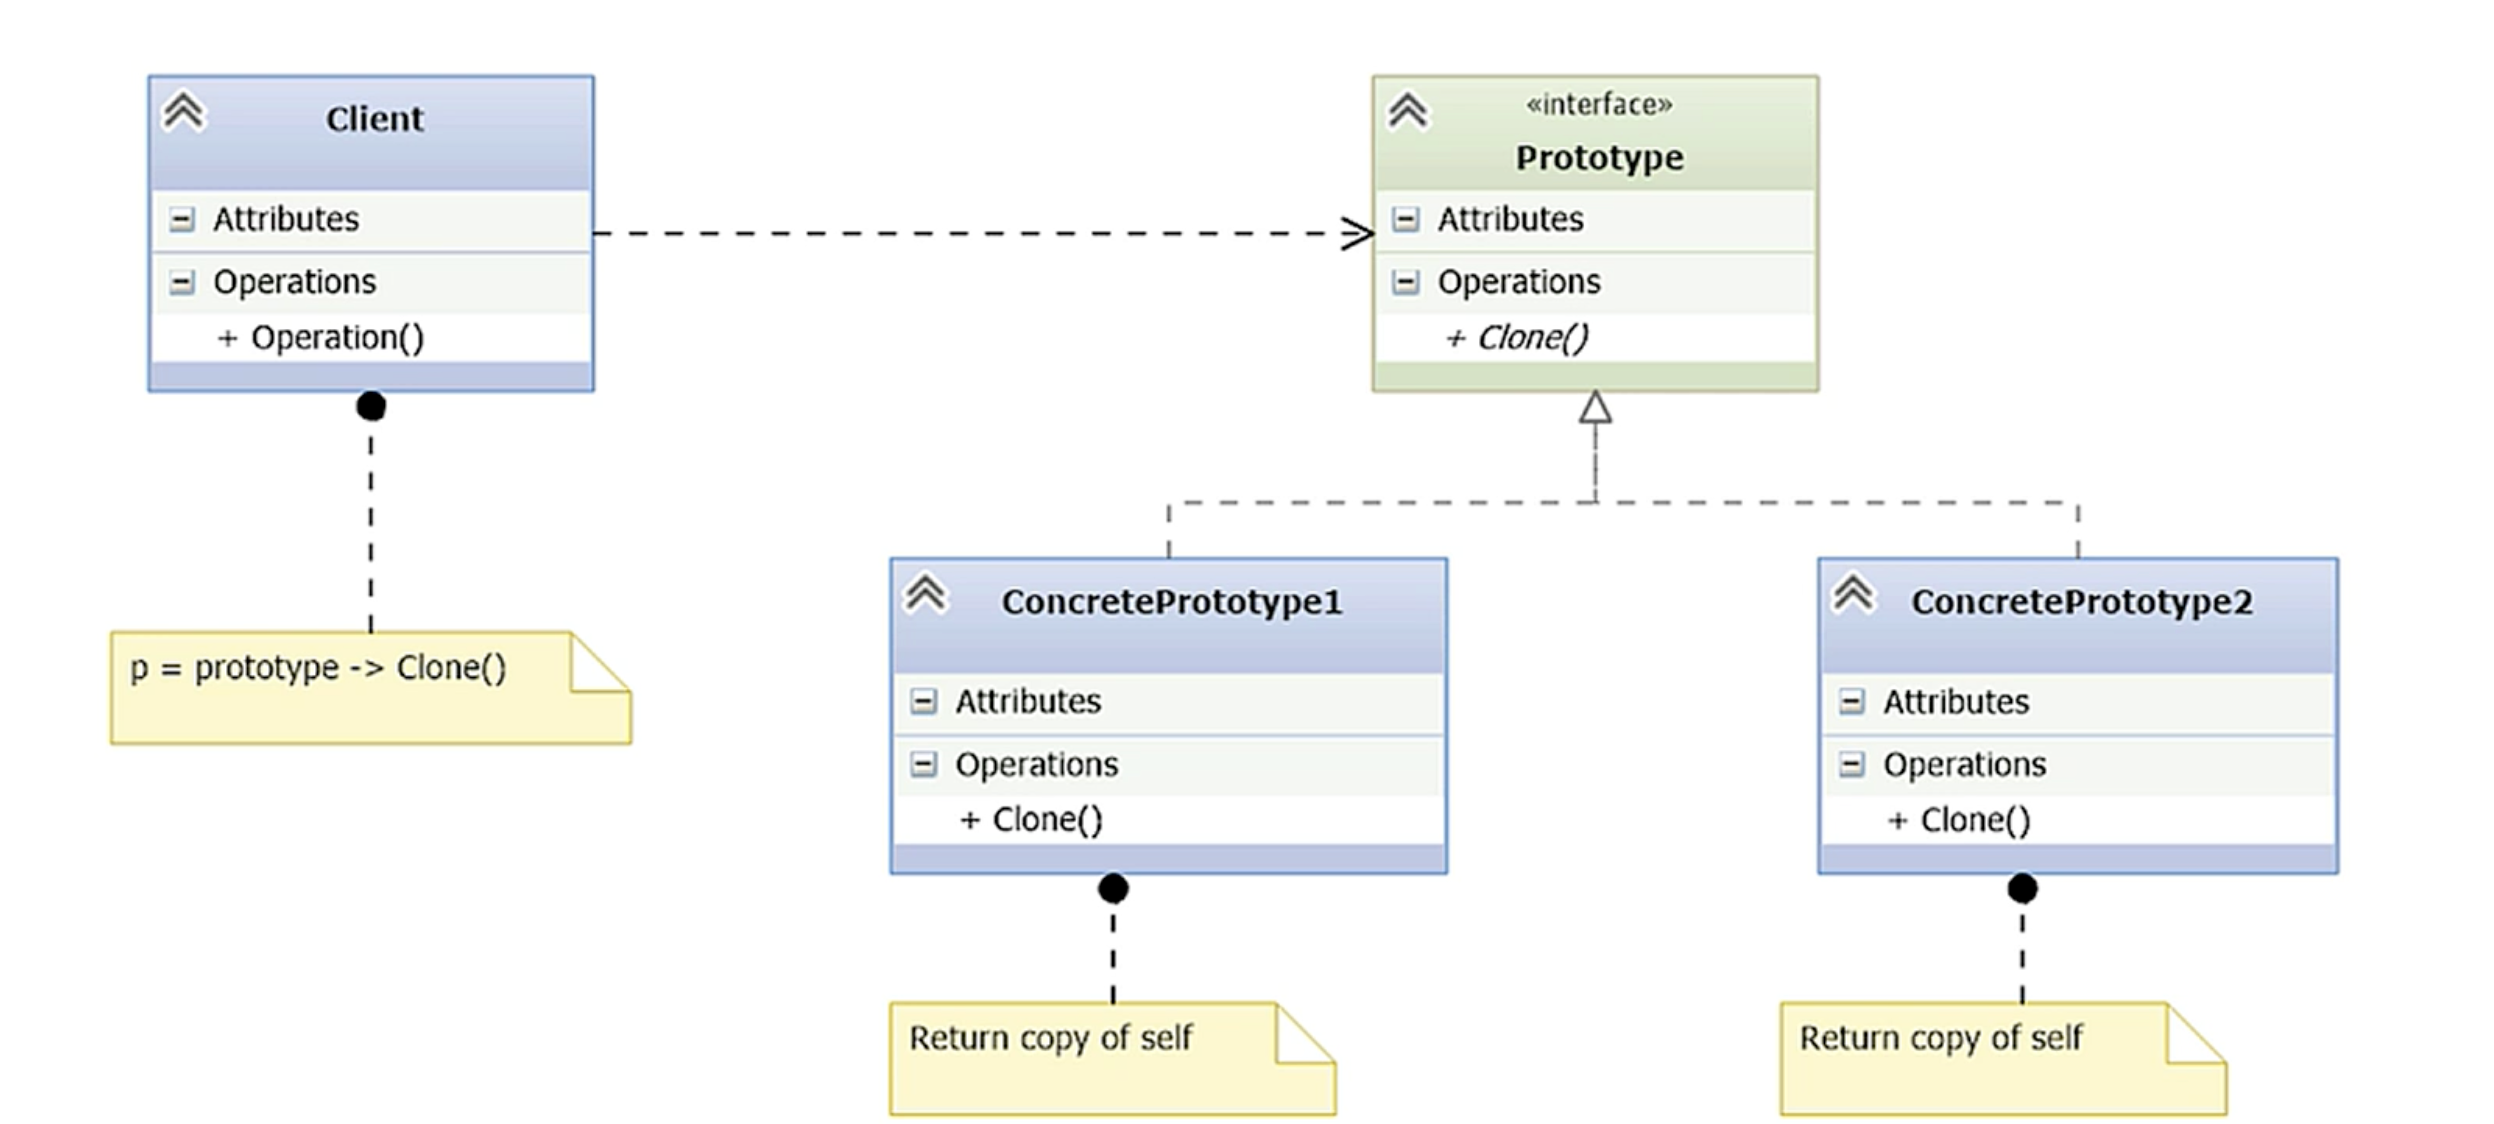 Client
Attributes
Operations
+ Operation()
p = prototype -> Clone()
«interface»
Prototype
Attributes
Operations
+ Clone()
ConcretePrototype1
Attributes
Operations
+ Clone()
Return copy of self
ConcretePrototype2
Attributes
Operations
+ Clone()
Return copy of self